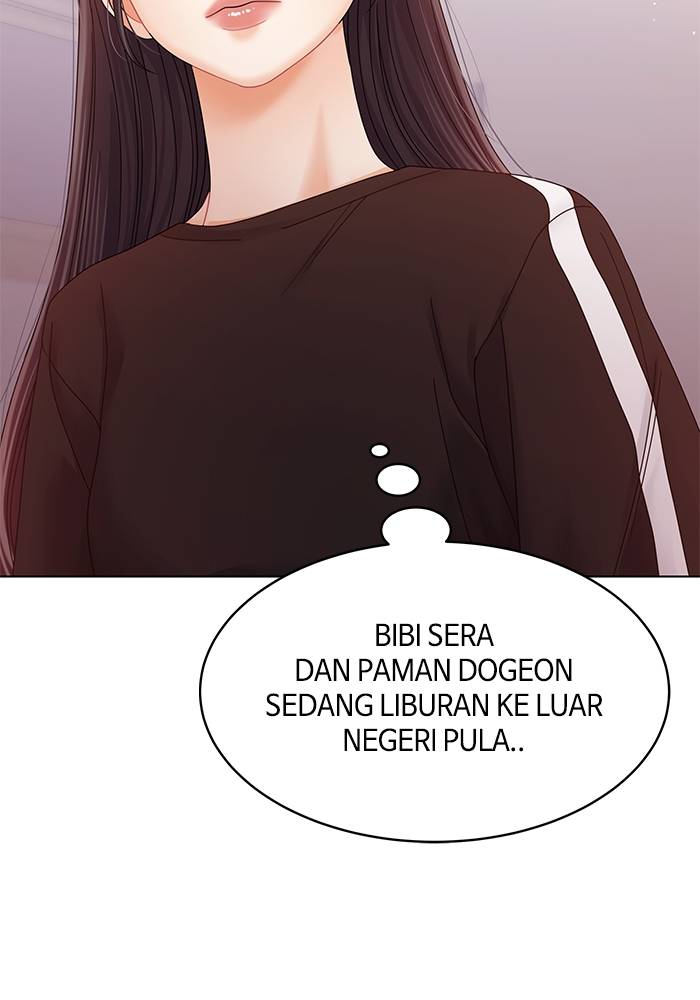 BIBI SERA
DAN PAMAN DOGEON
SEDANG LIBURAN KE LUAR
NEGERI PULA..